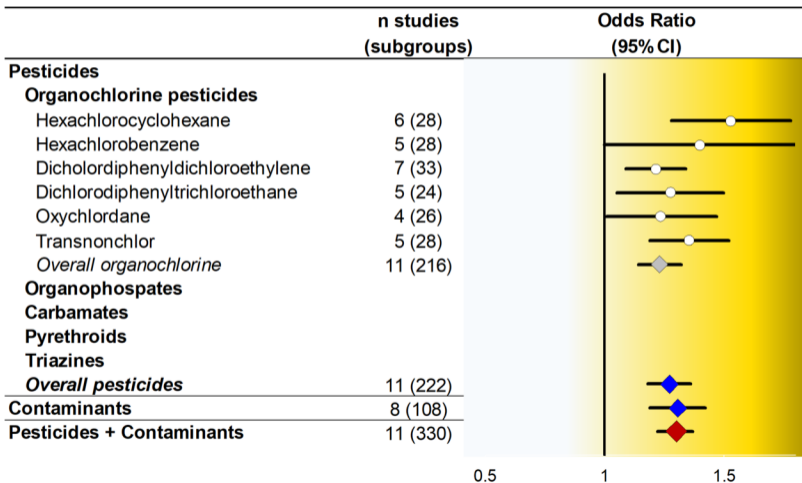 n studies Odds Ratio
(subgroups) (95% CI)
Pesticides
Organochlorine pesticides
Hexachlorocyclohexane 6 (28)
Hexachlorobenzene 5 (28)
Dicholordiphenyldichloroethylene 7 (33)
Dichlorodiphenyltrichloroethane 5 (24)
Oxychlordane 4 (26)
Transnonchlor 5 (28)
Overall organochlorine 11 (216)
Organophospates
Carbamates
Pyrethroids
Triazines
Overall pesticides 11 (222)
Contaminants 8 (108)
Pesticides + Contaminants 11 (330)
0.5 1 1.5